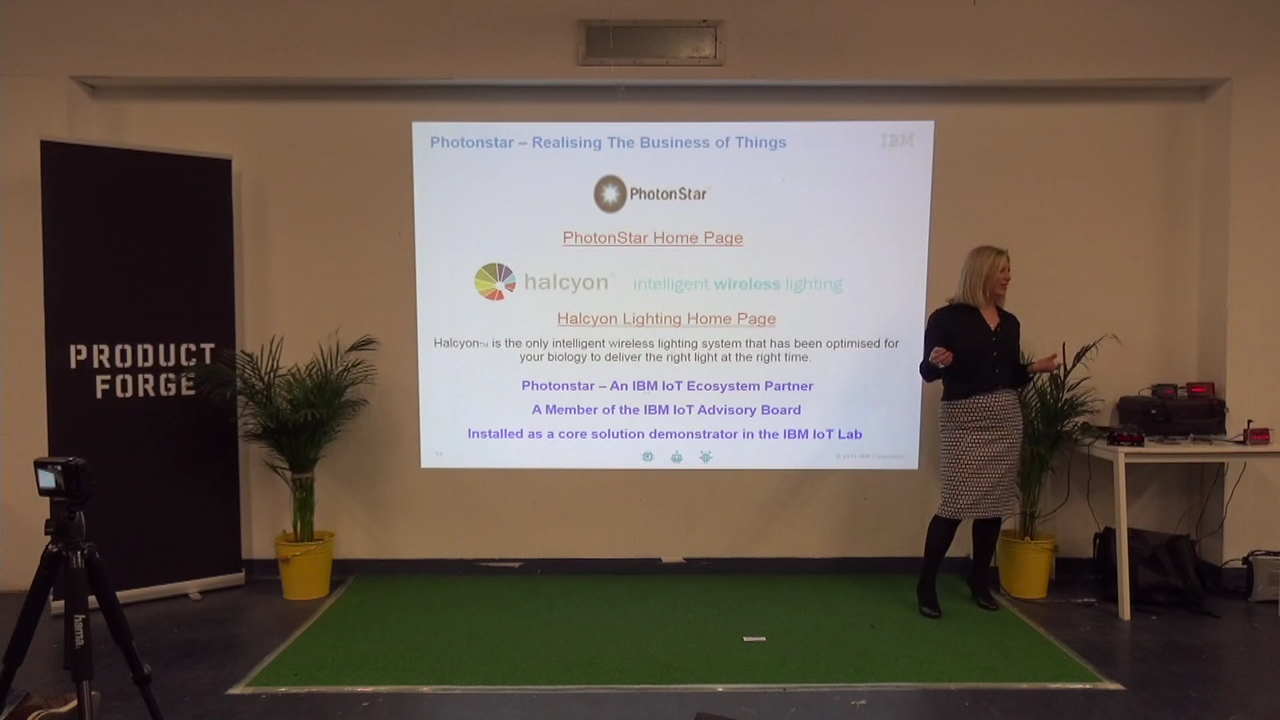 Photonstar – Realising The Business of Things
IBM
PhotonStar
PhotonStar Home Page
halcyon intelligent wireless lighting
Halcyon Lighting Home Page
Halcyon is the only intelligent wireless lighting system that has been optimised for
your biology to deliver the right light at the right time.
Photonstar – An IBM IoT Ecosystem Partner
A Member of the IBM IoT Advisory Board
Installed as a core solution demonstrator in the IBM IoT Lab
PRODUCT
FORGE
hama